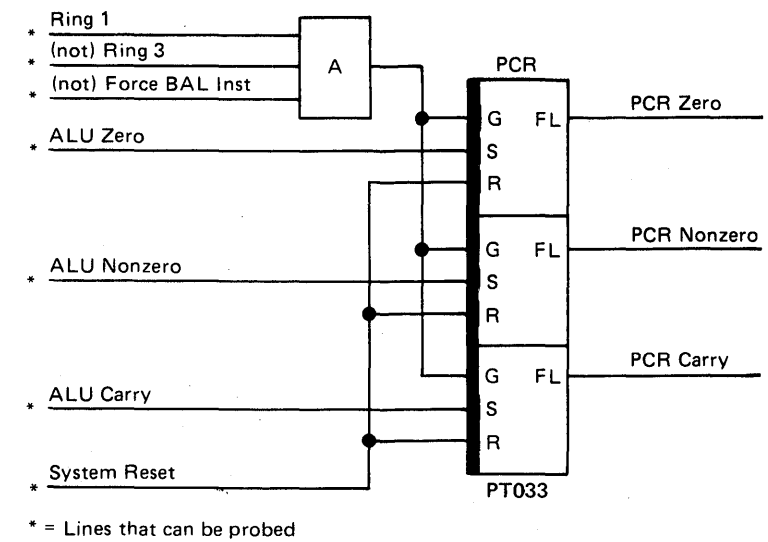 Ring 1
* (not) Ring 3
* (not) Force BAL Inst
*
A
PCR
* ALU Zero
G FL PCR Zero
S
R
* ALU Nonzero
G FL PCR Nonzero
S
R
* ALU Carry
G FL PCR Carry
S
R
* System Reset
PT033
* = Lines that can be probed